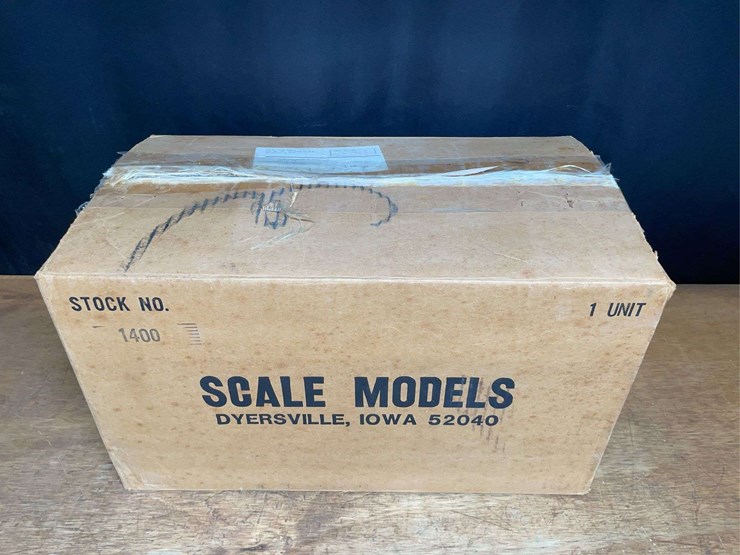 STOCK NO.
1 UNIT
1400
SCALE MODELS
DYERSVILLE, IOWA 52040